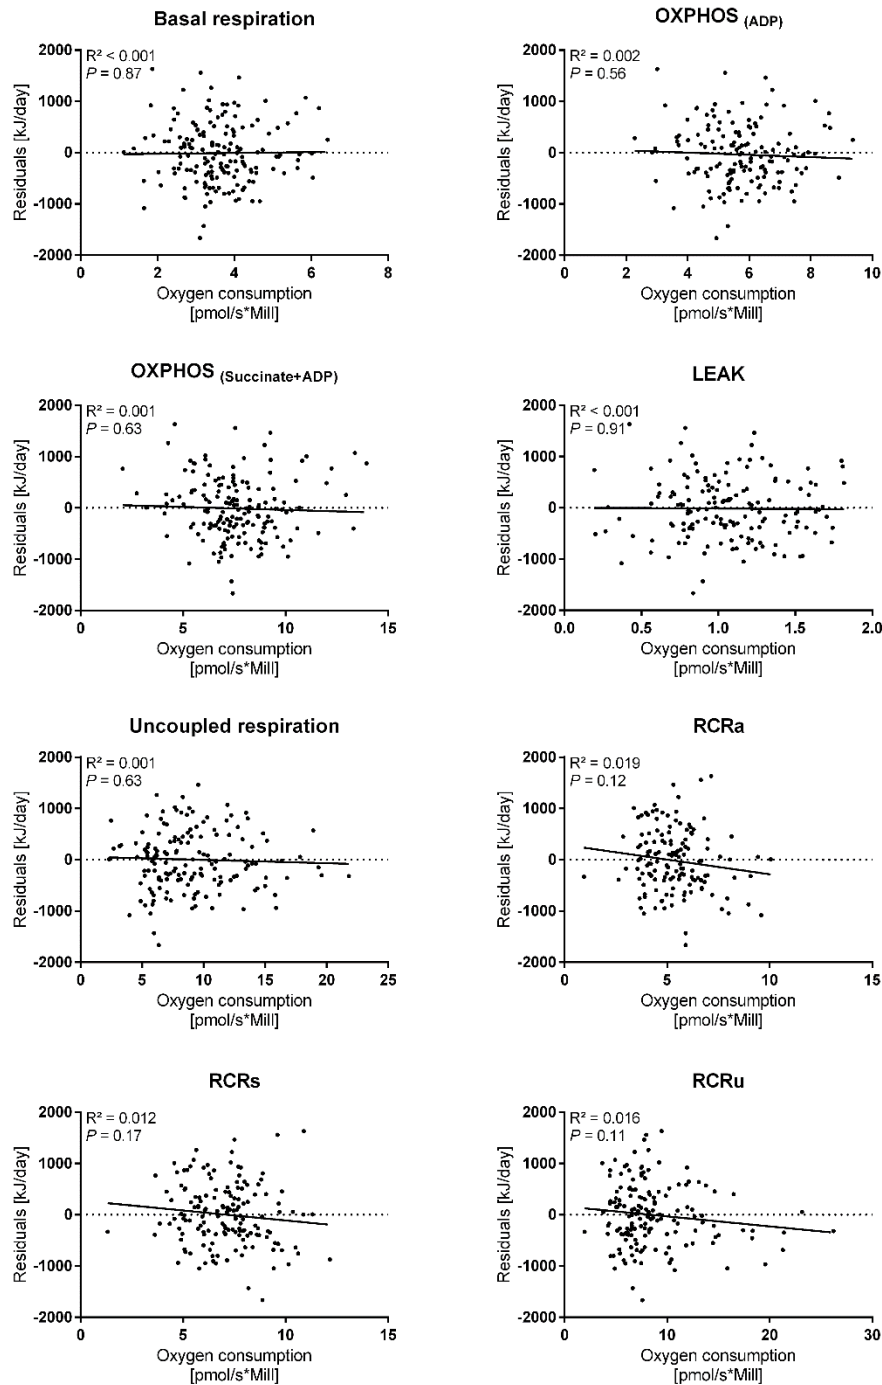 Basal respiration
R² < 0.001
P = 0.87
2000
1000
0
-1000
-2000
Residuals [kJ/day]
0 2 4 6 8
Oxygen consumption
[pmol/s*Mill]
OXPHOS (ADP)
R² = 0.002
P = 0.56
2000
1000
0
-1000
-2000
Residuals [kJ/day]
0 2 4 6 8 10
Oxygen consumption
[pmol/s*Mill]
OXPHOS (Succinate+ADP)
R² = 0.001
P = 0.63
2000
1000
0
-1000
-2000
Residuals [kJ/day]
0 5 10 15
Oxygen consumption
[pmol/s*Mill]
LEAK
R² < 0.001
P = 0.91
2000
1000
0
-1000
-2000
Residuals [kJ/day]
0.0 0.5 1.0 1.5 2.0
Oxygen consumption
[pmol/s*Mill]
Uncoupled respiration
R² = 0.001
P = 0.63
2000
1000
0
-1000
-2000
Residuals [kJ/day]
0 5 10 15 20 25
Oxygen consumption
[pmol/s*Mill]
RCRa
R² = 0.019
P = 0.12
2000
1000
0
-1000
-2000
Residuals [kJ/day]
0 5 10 15
Oxygen consumption
[pmol/s*Mill]
RCRs
R² = 0.012
P = 0.17
2000
1000
0
-1000
-2000
Residuals [kJ/day]
0 5 10 15
Oxygen consumption
[pmol/s*Mill]
RCRu
R² = 0.016
P = 0.11
2000
1000
0
-1000
-2000
Residuals [kJ/day]
0 10 20 30
Oxygen consumption
[pmol/s*Mill]